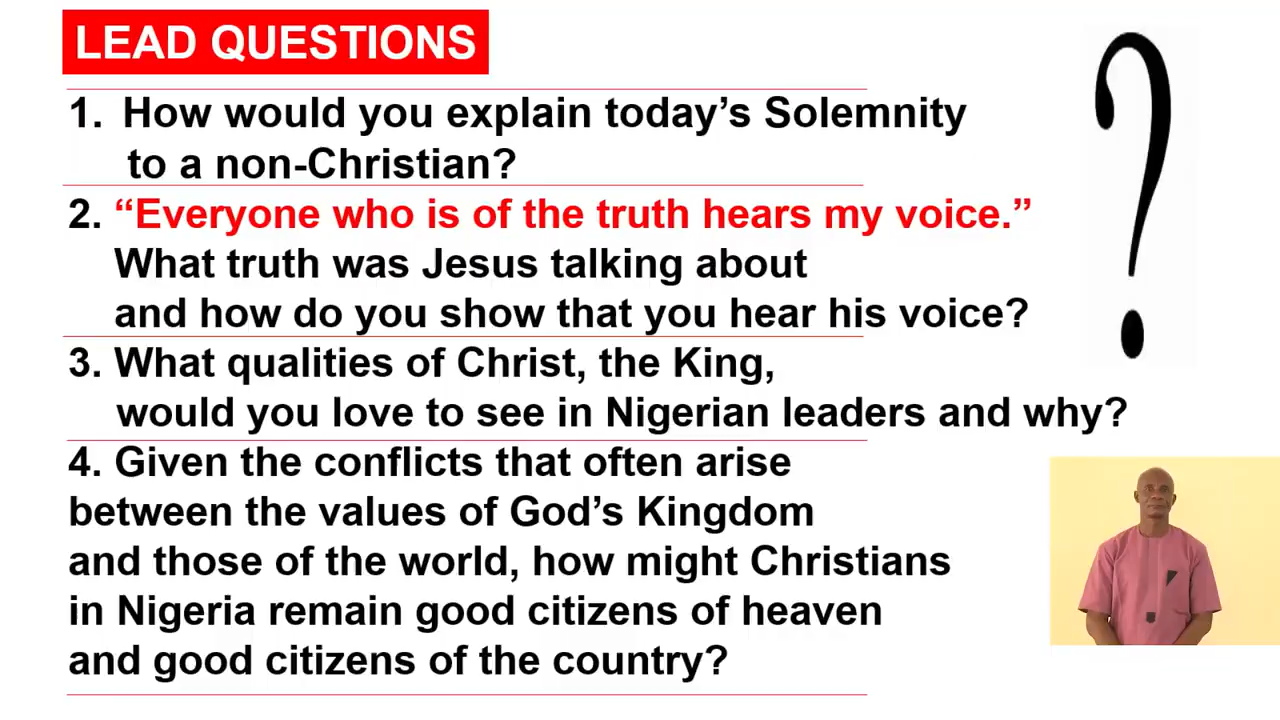 LEAD QUESTIONS
1. How would you explain today’s Solemnity
to a non-Christian?
2. “Everyone who is of the truth hears my voice.”
What truth was Jesus talking about
and how do you show that you hear his voice?
3. What qualities of Christ, the King,
would you love to see in Nigerian leaders and why?
4. Given the conflicts that often arise
between the values of God’s Kingdom
and those of the world, how might Christians
in Nigeria remain good citizens of heaven
and good citizens of the country?
?